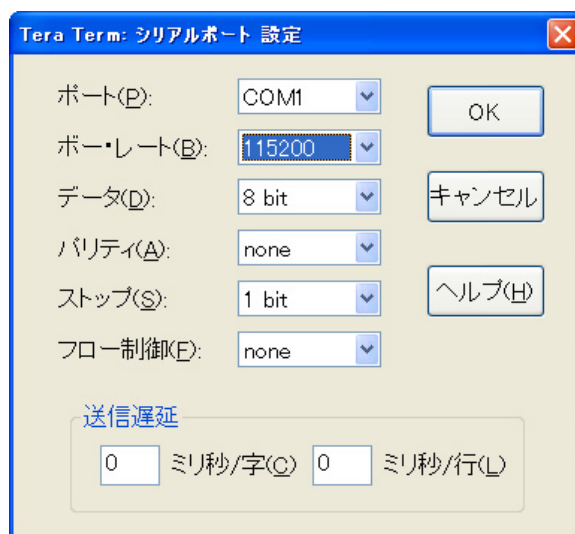 Tera Term: シリアルポート 設定
ポート(P): COM1
OK
ボー・レート(B): 115200
データ(D): 8 bit
キャンセル
パリティ(A): none
ストップ(S): 1 bit
ヘルプ(H)
フロー制御(F): none
送信遅延
0 ミリ秒/字(C) 0 ミリ秒/行(L)